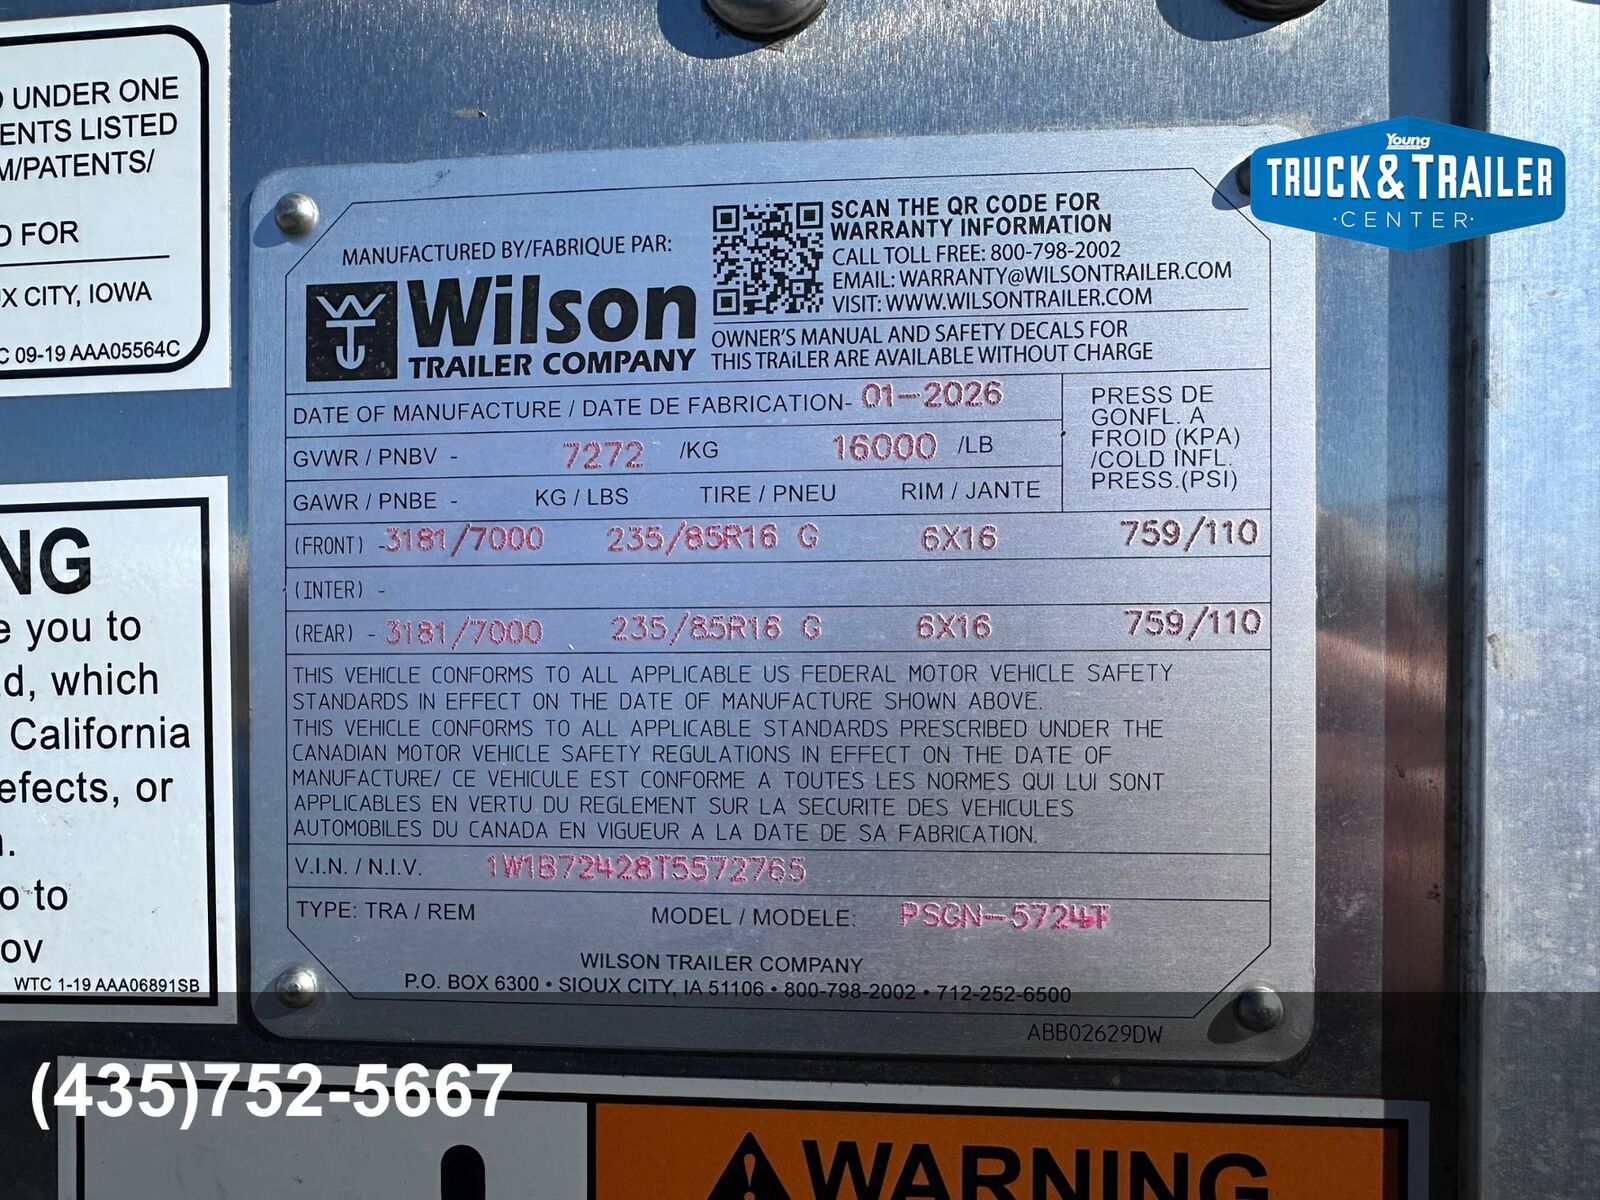 UNDER ONE
ENTS LISTED
M/PATENTS/
D FOR
X CITY, IOWA
C 09-19 AAA05564C
NG
e you to
d, which
California
efects, or
o to
ov
WTC 1-19 AAA06891SB
Young
TRUCK & TRAILER
·CENTER·
MANUFACTURED BY/FABRIQUE PAR:
Wilson
TRAILER COMPANY
SCAN THE QR CODE FOR
WARRANTY INFORMATION
CALL TOLL FREE: 800-798-2002
EMAIL: WARRANTY@WILSONTRAILER.COM
VISIT: WWW.WILSONTRAILER.COM
OWNER'S MANUAL AND SAFETY DECALS FOR
THIS TRAiLER ARE AVAILABLE WITHOUT CHARGE
DATE OF MANUFACTURE / DATE DE FABRICATION- 01-2026
GVWR / PNBV - 7272 /KG 16000 /LB
GAWR / PNBE - KG / LBS TIRE / PNEU RIM / JANTE
PRESS DE
GONFL. A
FROID (KPA)
/COLD INFL.
PRESS.(PSI)
(FRONT) -3181/7000 235/85R16 G 6X16 759/110
(INTER) -
(REAR) - 3181/7000 235/85R16 G 6X16 759/110
THIS VEHICLE CONFORMS TO ALL APPLICABLE US FEDERAL MOTOR VEHICLE SAFETY
STANDARDS IN EFFECT ON THE DATE OF MANUFACTURE SHOWN ABOVE.
THIS VEHICLE CONFORMS TO ALL APPLICABLE STANDARDS PRESCRIBED UNDER THE
CANADIAN MOTOR VEHICLE SAFETY REGULATIONS IN EFFECT ON THE DATE OF
MANUFACTURE/ CE VEHICULE EST CONFORME A TOUTES LES NORMES QUI LUI SONT
APPLICABLES EN VERTU DU REGLEMENT SUR LA SECURITE DES VEHICULES
AUTOMOBILES DU CANADA EN VIGUEUR A LA DATE DE SA FABRICATION.
V.I.N. / N.I.V. 1W1B72428T5572765
TYPE: TRA / REM MODEL / MODELE: PSGN-5724T
WILSON TRAILER COMPANY
P.O. BOX 6300 • SIOUX CITY, IA 51106 • 800-798-2002 • 712-252-6500
ABB02629DW
(435)752-5667
WARNING